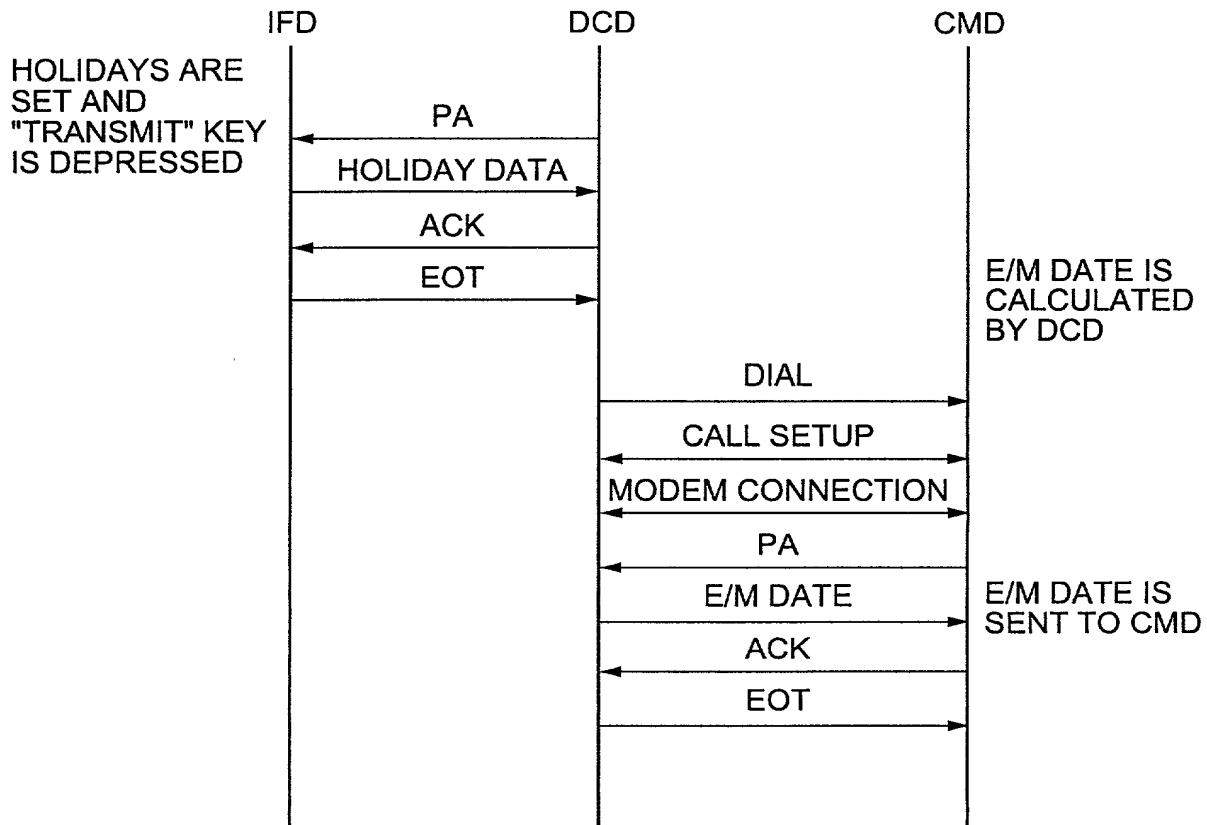 IFD DCD CMD
HOLIDAYS ARE
SET AND
"TRANSMIT" KEY
IS DEPRESSED
PA
HOLIDAY DATA
ACK
EOT
E/M DATE IS
CALCULATED
BY DCD
DIAL
CALL SETUP
MODEM CONNECTION
PA
E/M DATE
E/M DATE IS
SENT TO CMD
ACK
EOT